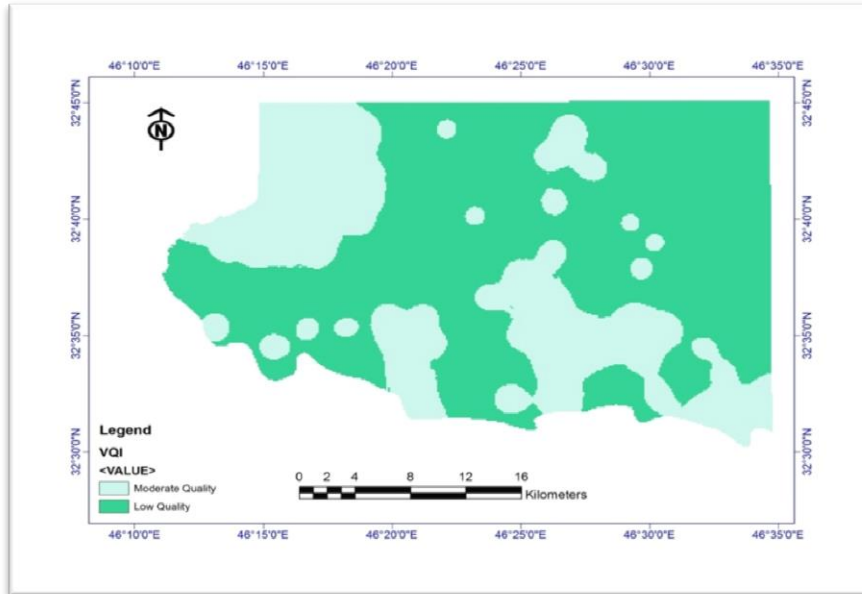 46°10'0"E 46°15'0"E 46°20'0"E 46°25'0"E 46°30'0"E 46°35'0"E
N
32°45'0"N 32°45'0"N
32°40'0"N 32°40'0"N
32°35'0"N 32°35'0"N
32°30'0"N 32°30'0"N
Legend
VQI
<VALUE>
Moderate Quality
Low Quality
0 2 4 8 12 16
Kilometers
46°10'0"E 46°15'0"E 46°20'0"E 46°25'0"E 46°30'0"E 46°35'0"E